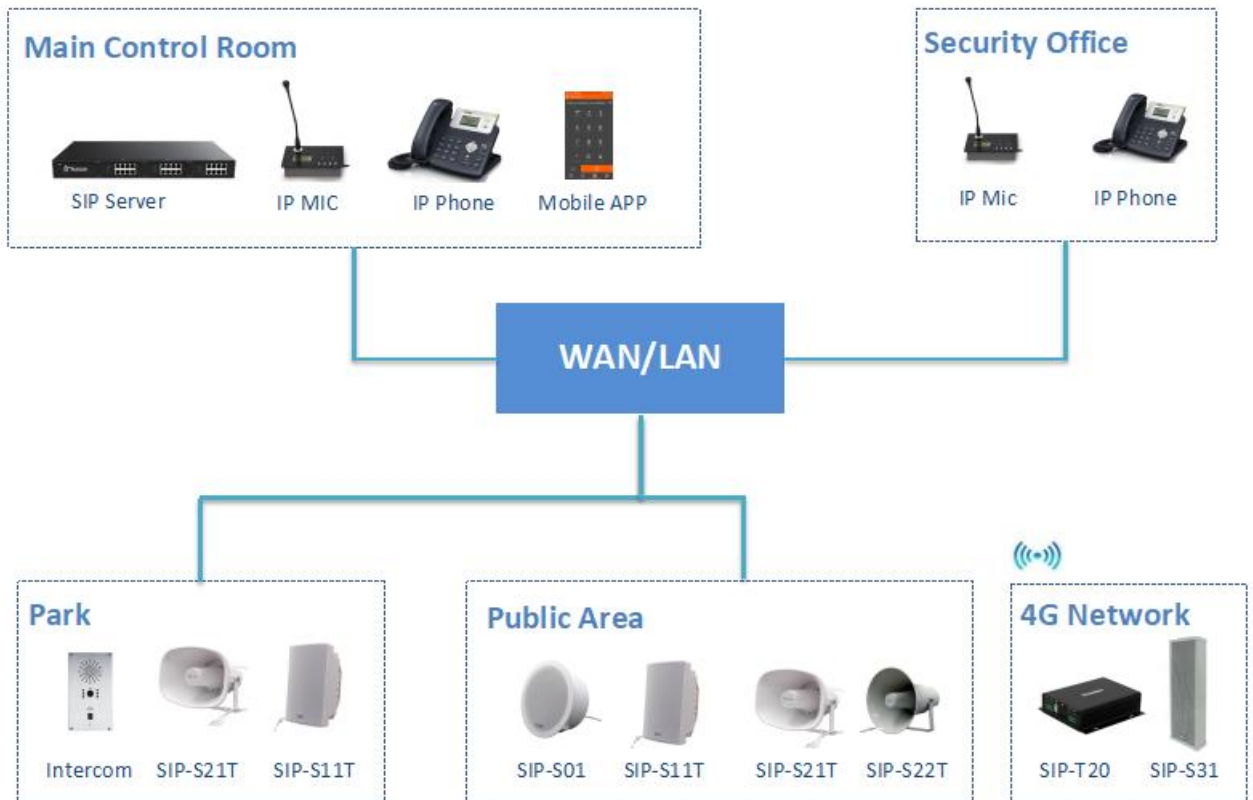 Main Control Room
SIP Server
IP MIC
IP Phone
Mobile APP
Security Office
IP Mic
IP Phone
WAN/LAN
Park
Intercom
SIP-S21T
SIP-S11T
Public Area
SIP-S01
SIP-S11T
SIP-S21T
SIP-S22T
4G Network
SIP-T20
SIP-S31